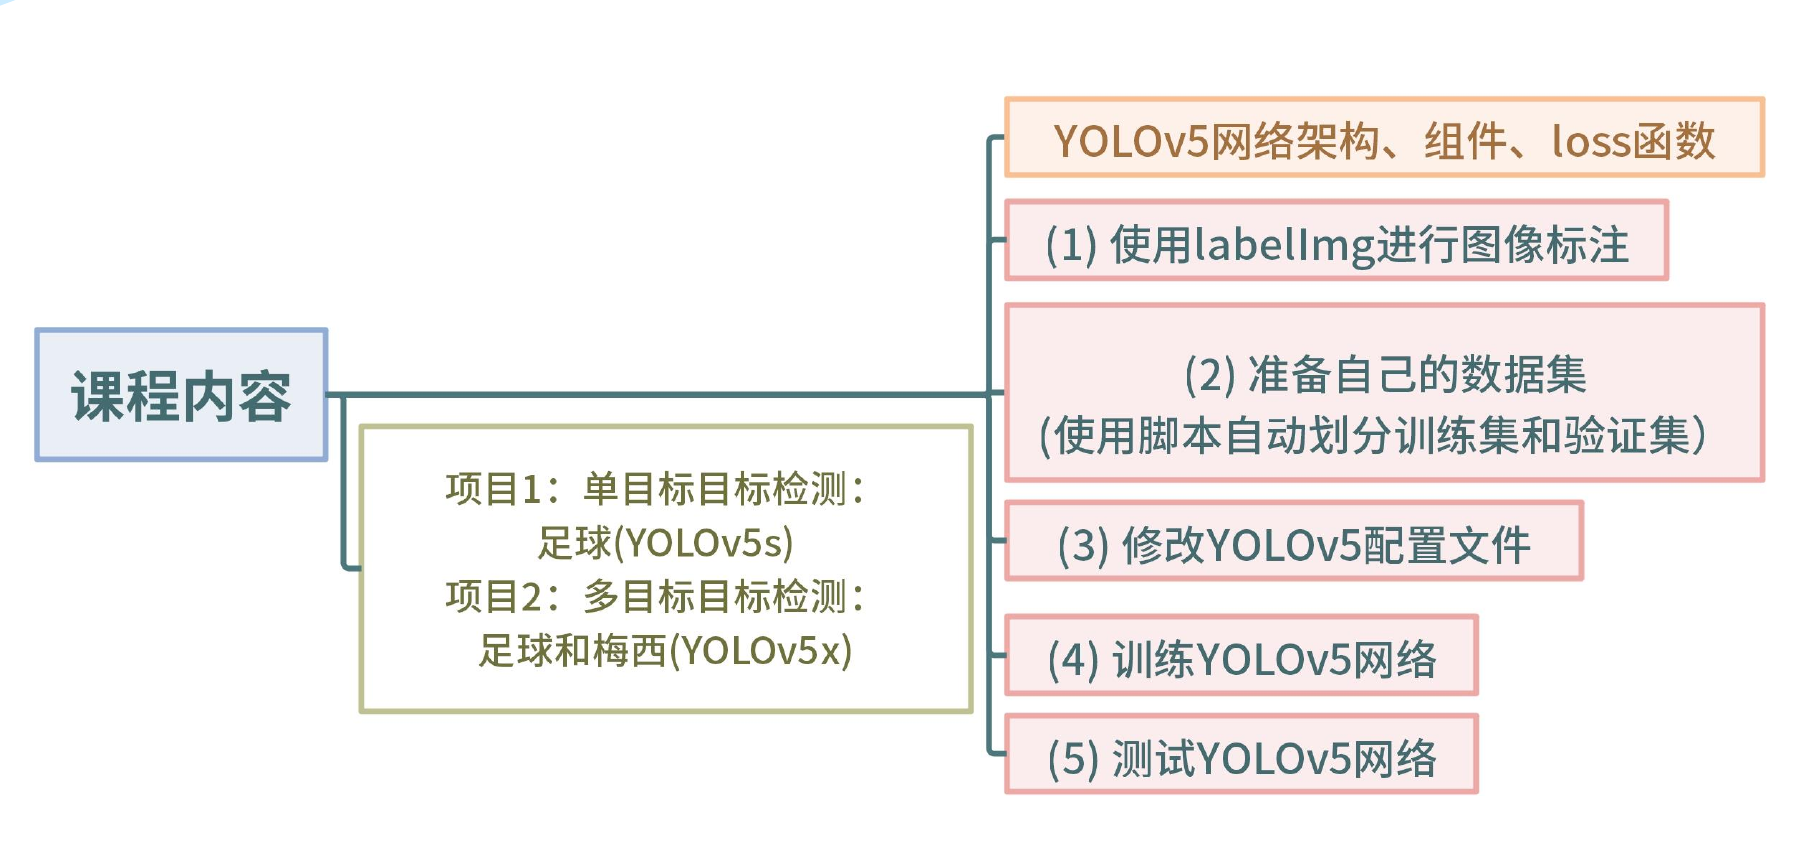 课程内容
项目1：单目标目标检测：
足球(YOLOv5s)
项目2：多目标目标检测：
足球和梅西(YOLOv5x)
YOLOv5网络架构、组件、loss函数
(1) 使用labelImg进行图像标注
(2) 准备自己的数据集
(使用脚本自动划分训练集和验证集）
(3) 修改YOLOv5配置文件
(4) 训练YOLOv5网络
(5) 测试YOLOv5网络